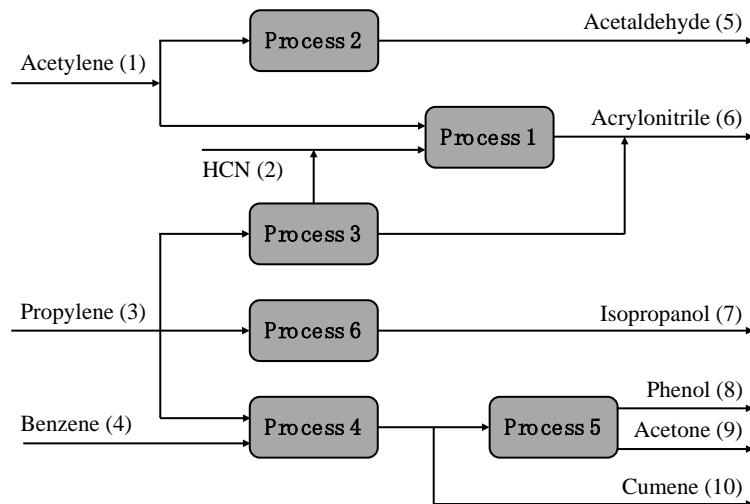 Acetaldehyde (5)
Process 2
Acetylene (1)
Acrylonitrile (6)
Process 1
HCN (2)
Process 3
Propylene (3)
Isopropanol (7)
Process 6
Phenol (8)
Benzene (4)
Process 4
Process 5
Acetone (9)
Cumene (10)